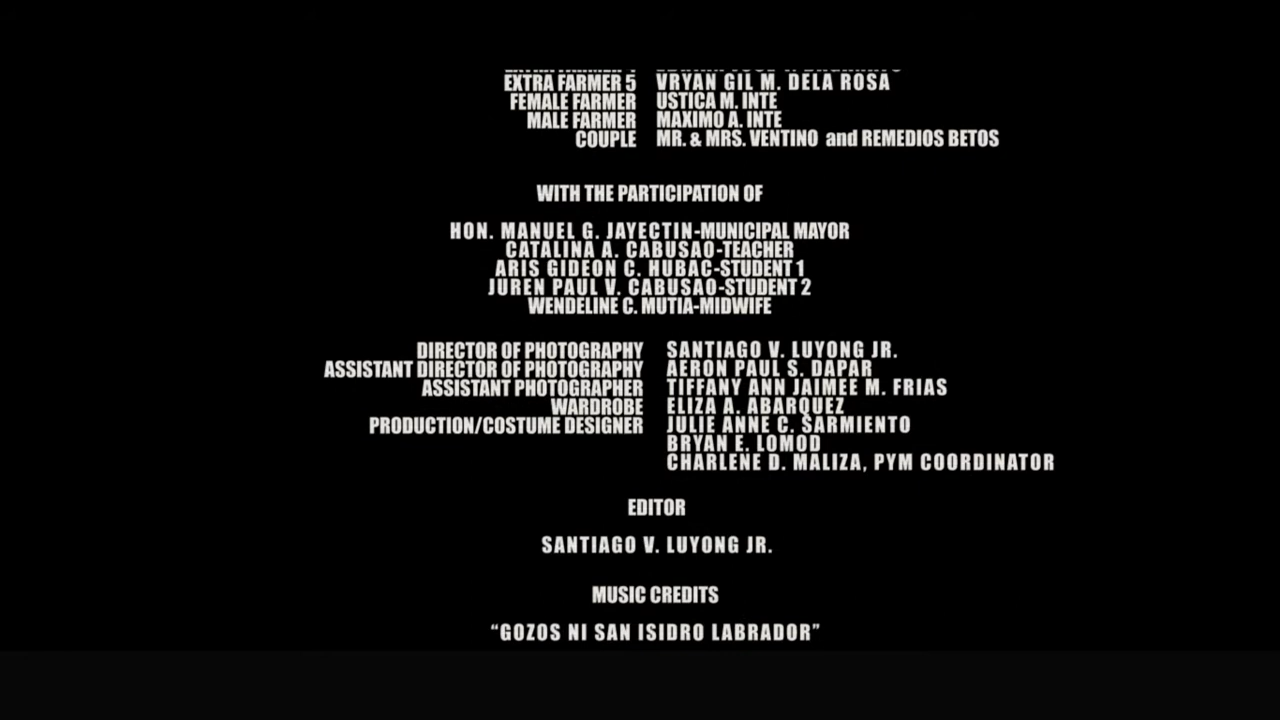 EXTRA FARMER 5 VRYAN GIL M. DELA ROSA
FEMALE FARMER USTICA M. INTE
MALE FARMER MAXIMO A. INTE
COUPLE MR. & MRS. VENTINO and REMEDIOS BETOS
WITH THE PARTICIPATION OF
HON. MANUEL G. JAYECTIN-MUNICIPAL MAYOR
CATALINA A. CABUSAO-TEACHER
ARIS GIDEON C. HUBAC-STUDENT 1
JUREN PAUL V. CABUSAO-STUDENT 2
WENDELINE C. MUTIA-MIDWIFE
DIRECTOR OF PHOTOGRAPHY SANTIAGO V. LUYONG JR.
ASSISTANT DIRECTOR OF PHOTOGRAPHY AERON PAUL S. DAPAR
ASSISTANT PHOTOGRAPHER TIFFANY ANN JAIMEE M. FRIAS
WARDROBE ELIZA A. ABARQUEZ
PRODUCTION/COSTUME DESIGNER JULIE ANNE C. SARMIENTO
BRYAN E. LOMOD
CHARLENE D. MALIZA, PYM COORDINATOR
EDITOR
SANTIAGO V. LUYONG JR.
MUSIC CREDITS
“GOZOS NI SAN ISIDRO LABRADOR”